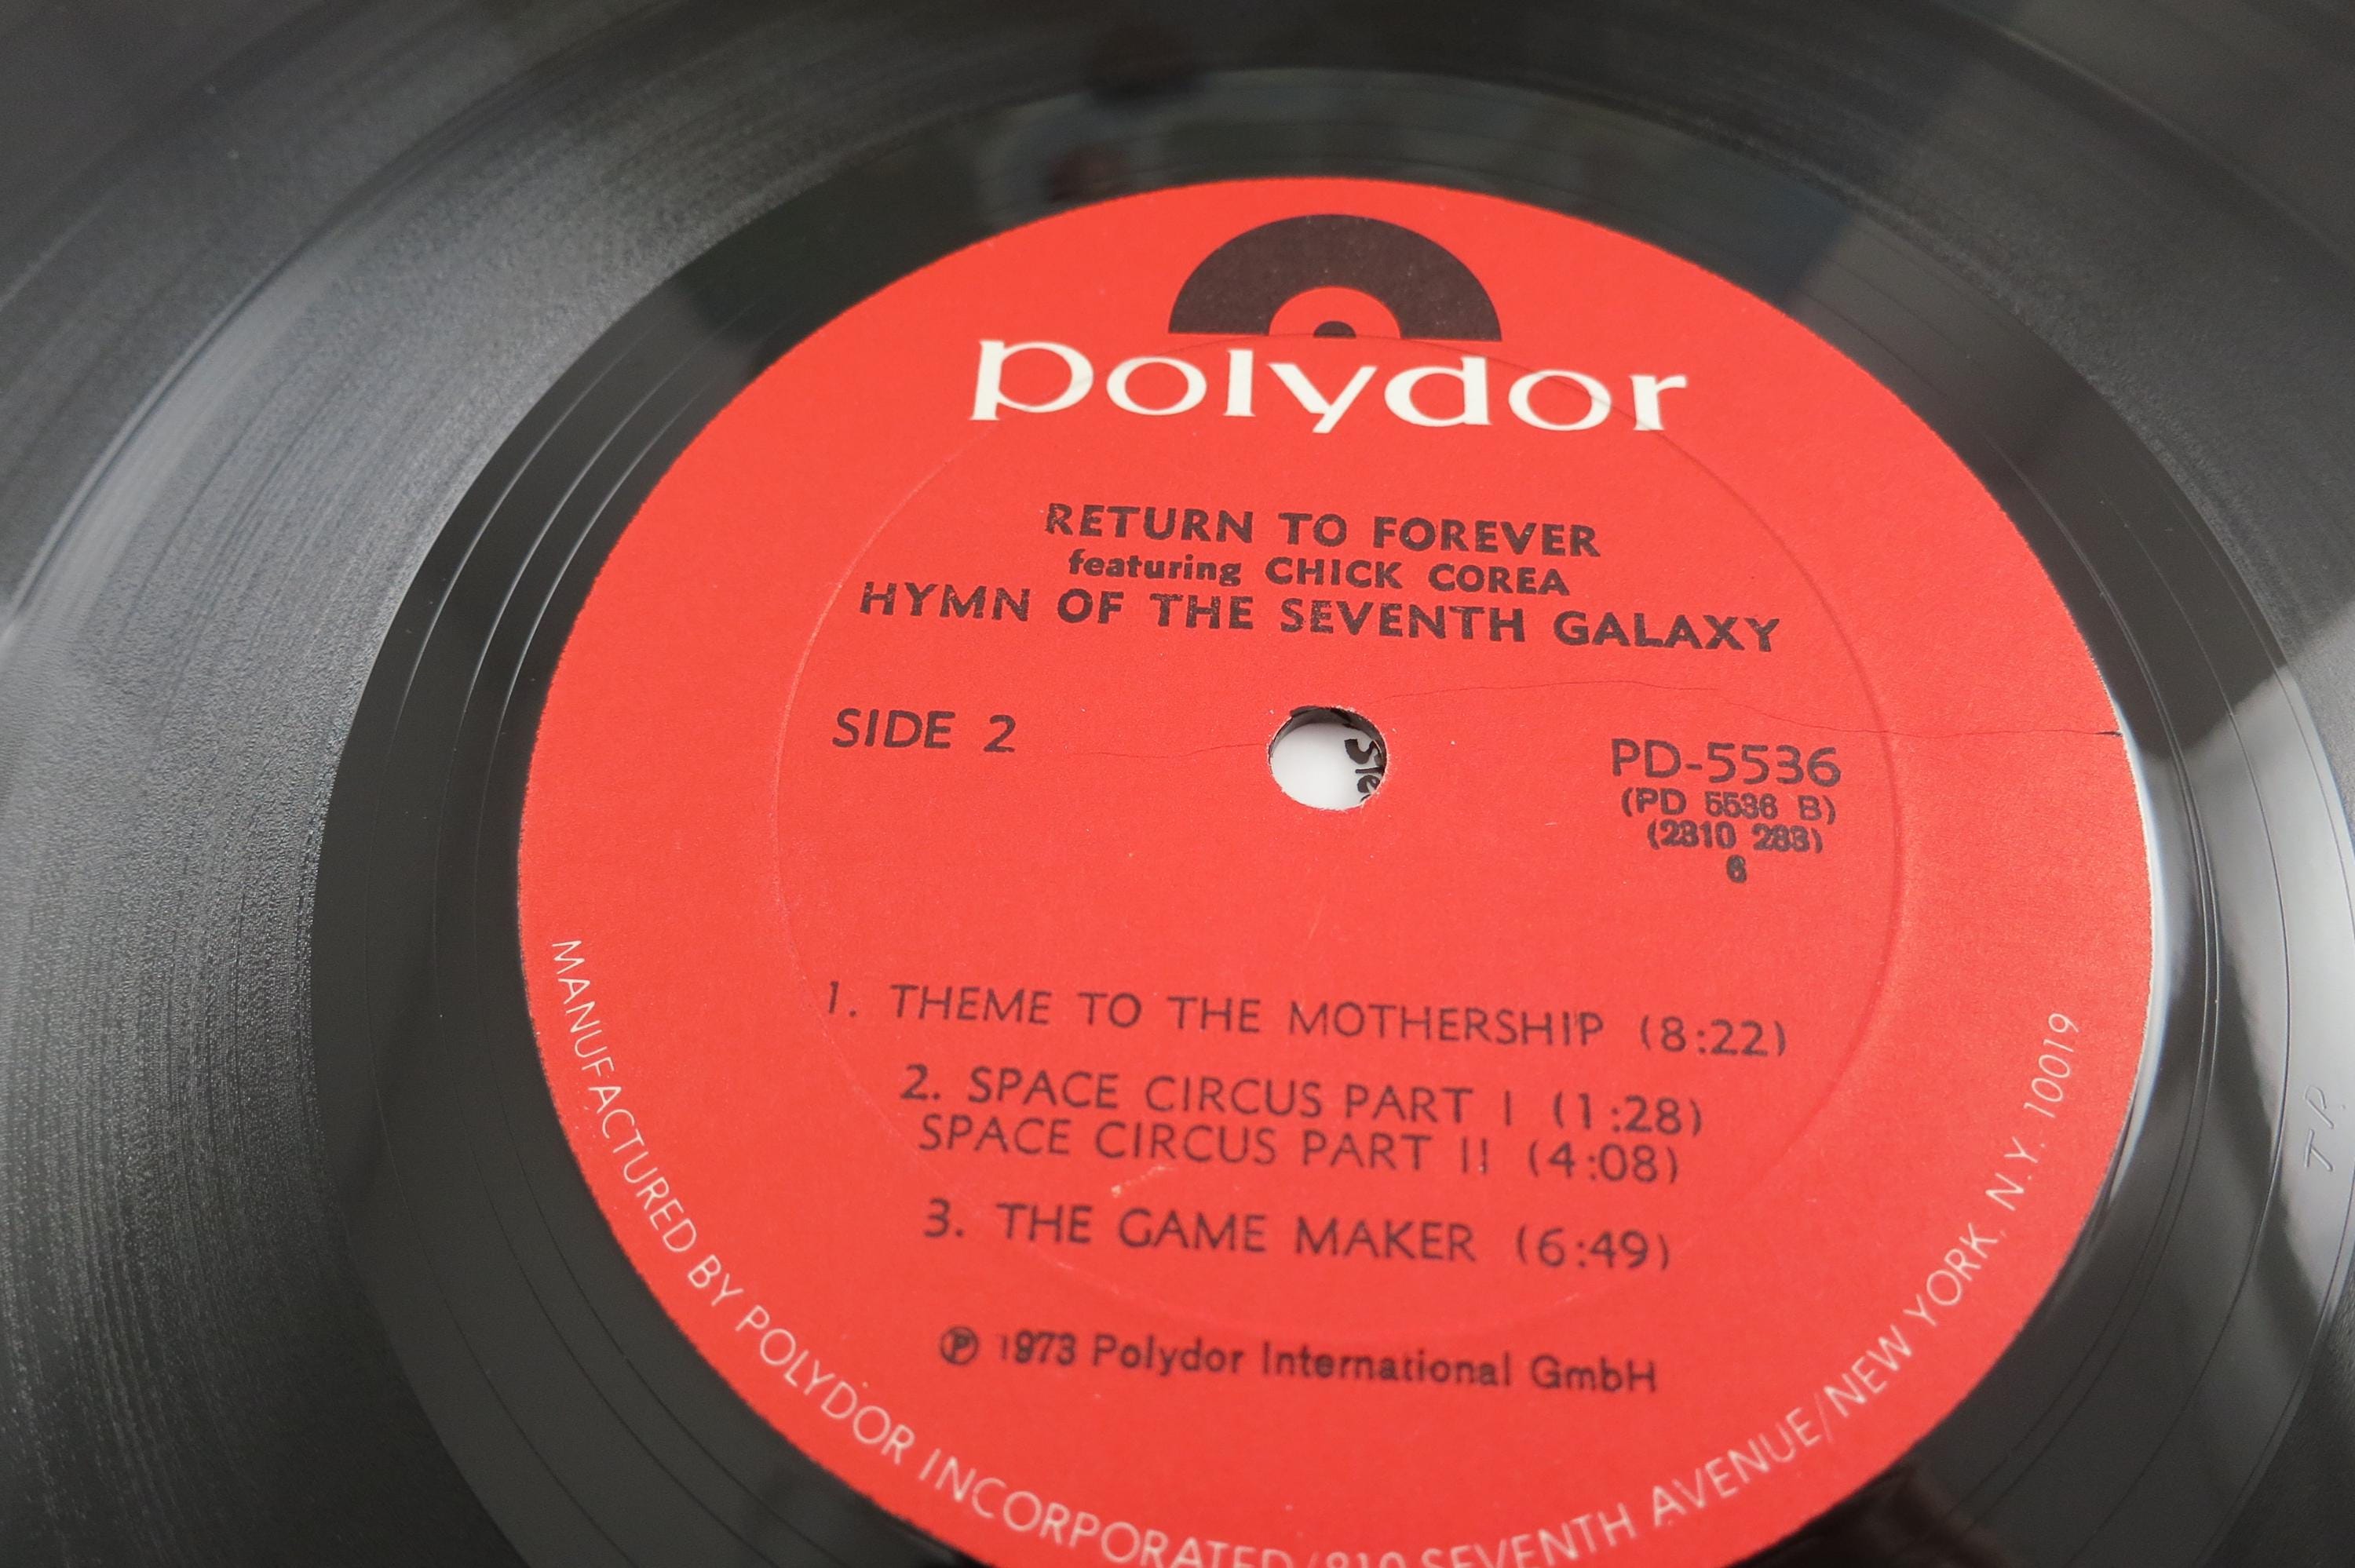 polydor
RETURN TO FOREVER
featuring CHICK COREA
HYMN OF THE SEVENTH GALAXY
SIDE 2
PD-5536
(PD 5536 B)
(2310 283)
6
1. THEME TO THE MOTHERSHIP (8:22)
2. SPACE CIRCUS PART I (1:28)
SPACE CIRCUS PART II (4:08)
3. THE GAME MAKER (6:49)
℗ 1973 Polydor International GmbH
MANUFACTURED BY POLYDOR INCORPORATED/810 SEVENTH AVENUE/NEW YORK, N.Y. 10019
T.P.